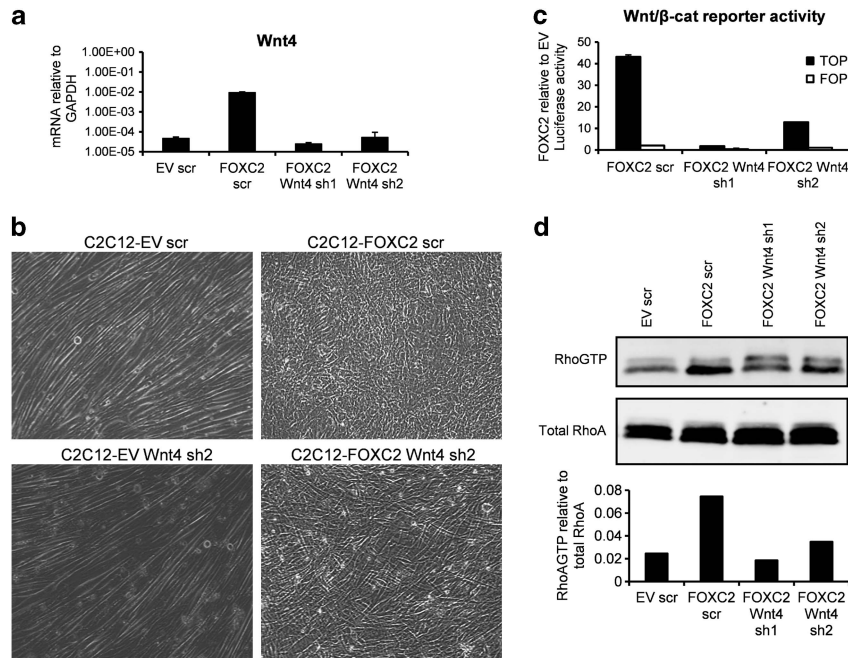 a
Wnt4
mRNA relative to
GAPDH
1.00E+00
1.00E-01
1.00E-02
1.00E-03
1.00E-04
1.00E-05
EV scr
FOXC2
scr
FOXC2
Wnt4 sh1
FOXC2
Wnt4 sh2
c
Wnt/β-cat reporter activity
FOXC2 relative to EV
Luciferase activity
50
40
30
20
10
0
TOP
FOP
FOXC2 scr
FOXC2 Wnt4
sh1
FOXC2 Wnt4
sh2
b
C2C12-EV scr
C2C12-FOXC2 scr
C2C12-EV Wnt4 sh2
C2C12-FOXC2 Wnt4 sh2
d
EV scr
FOXC2 scr
FOXC2 Wnt4 sh1
FOXC2 Wnt4 sh2
RhoGTP
Total RhoA
RhoAGTP relative to
total RhoA
0.08
0.06
0.04
0.02
0
EV scr
FOXC2
scr
FOXC2
Wnt4
sh1
FOXC2
Wnt4
sh2